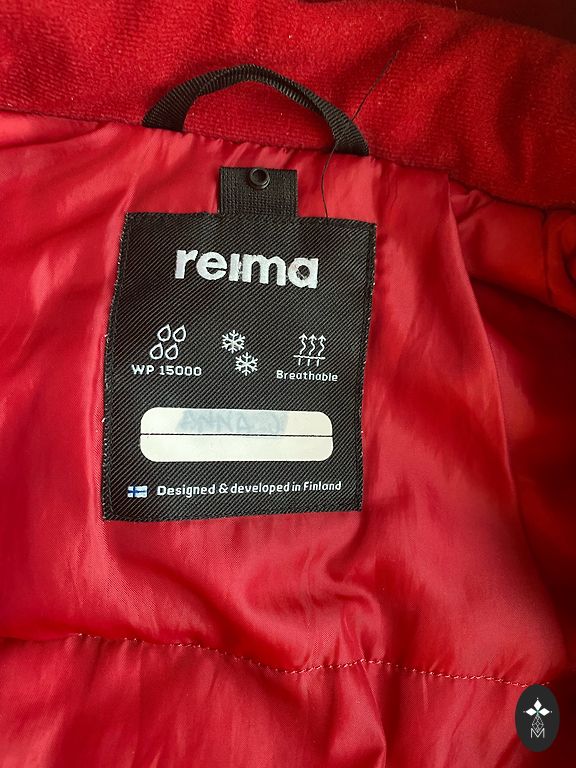 reima
WP 15000
Breathable
Designed & developed in Finland